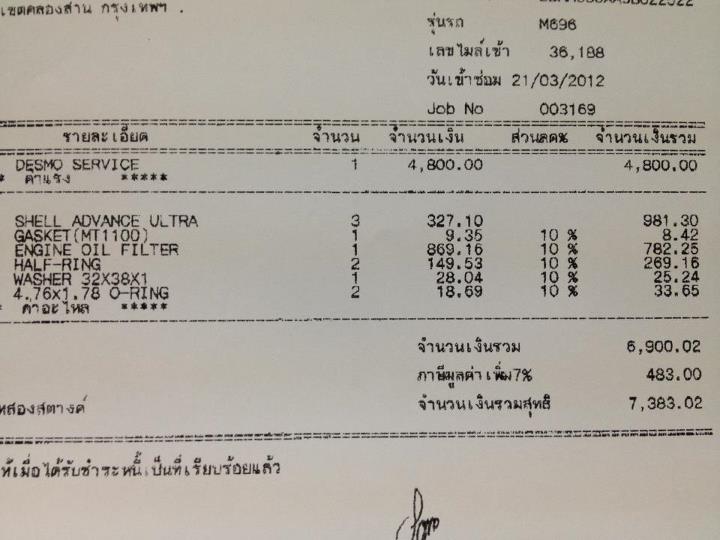 เขตคลองสาน กรุงเทพฯ .
รุ่นรถ M696
เลขไมล์เข้า 36,188
วันเข้าซ่อม 21/03/2012
Job No 003169
รายละเอียด จำนวน จำนวนเงิน ส่วนลด% จำนวนเงินรวม
DESMO SERVICE 1 4,800.00 4,800.00
* ค่าแรง *****
SHELL ADVANCE ULTRA 3 327.10 981.30
GASKET(MT1100) 1 9.35 10 % 8.42
ENGINE OIL FILTER 1 869.16 10 % 782.25
HALF-RING 2 149.53 10 % 269.16
WASHER 32X38X1 1 28.04 10 % 25.24
4.76x1.78 O-RING 2 18.69 10 % 33.65
* ค่าอะไหล่ *****
จำนวนเงินรวม 6,900.02
ภาษีมูลค่าเพิ่ม7% 483.00
สองสตางค์ จำนวนเงินรวมสุทธิ 7,383.02
เมื่อได้รับชำระหนี้เป็นที่เรียบร้อยแล้ว